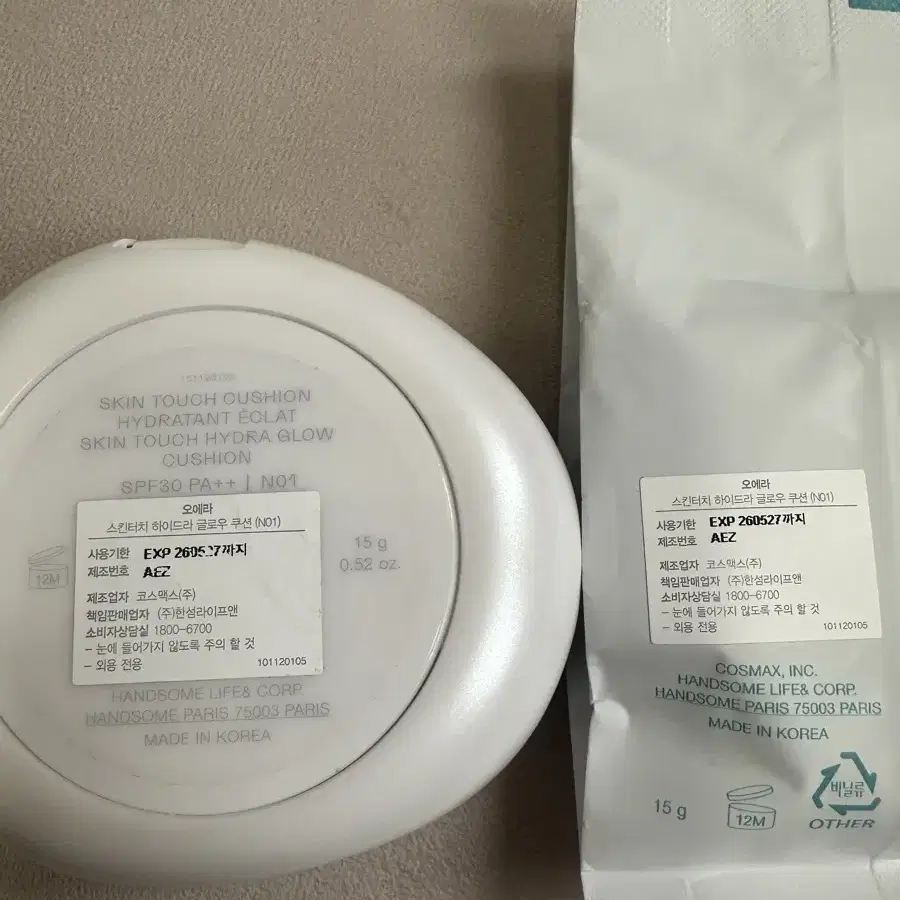 SKIN TOUCH CUSHION
HYDRATANT ÉCLAT
SKIN TOUCH HYDRA GLOW
CUSHION
SPF30 PA++ | N01
오에라
스킨터치 하이드라 글로우 쿠션 (N01)
사용기한 EXP 260527까지
제조번호 AEZ
제조업자 코스맥스(주)
책임판매업자 (주)한섬라이프앤
소비자상담실 1800-6700
- 눈에 들어가지 않도록 주의 할 것
- 외용 전용
101120105
12M
15 g
0.52 oz.
HANDSOME LIFE& CORP.
HANDSOME PARIS 75003 PARIS
MADE IN KOREA
오에라
스킨터치 하이드라 글로우 쿠션 (N01)
사용기한 EXP 260527까지
제조번호 AEZ
제조업자 코스맥스(주)
책임판매업자 (주)한섬라이프앤
소비자상담실 1800-6700
- 눈에 들어가지 않도록 주의 할 것
- 외용 전용
101120105
COSMAX, INC.
HANDSOME LIFE& CORP.
HANDSOME PARIS 75003 PARIS
MADE IN KOREA
15 g
12M
비닐류
OTHER